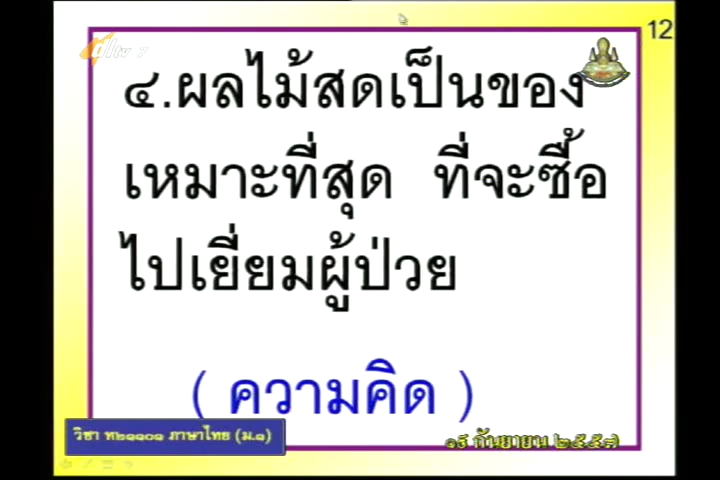 dltv 7
12
๔.ผลไม้สดเป็นของ
เหมาะที่สุด ที่จะซื้อ
ไปเยี่ยมผู้ป่วย
( ความคิด )
วิชา ท๒๑๑๐๑ ภาษาไทย (ม.๑)
กันยายน ๒๕๕๗